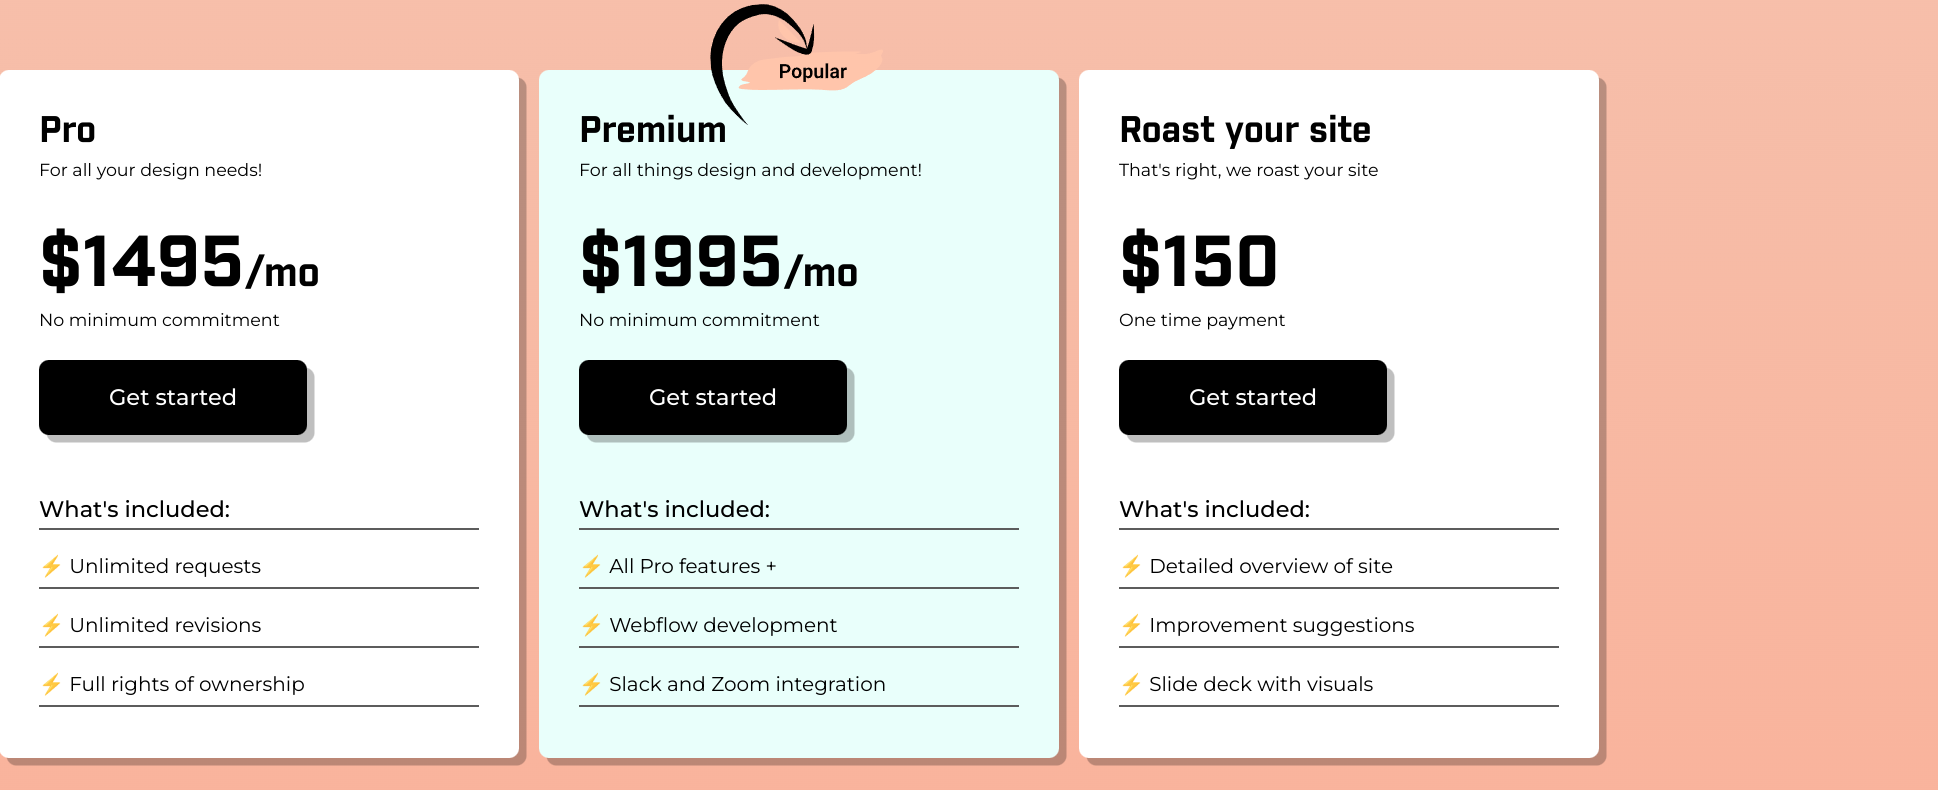 Popular
Pro
For all your design needs!
$1495/mo
No minimum commitment
Get started
What's included:
⚡ Unlimited requests
⚡ Unlimited revisions
⚡ Full rights of ownership
Premium
For all things design and development!
$1995/mo
No minimum commitment
Get started
What's included:
⚡ All Pro features +
⚡ Webflow development
⚡ Slack and Zoom integration
Roast your site
That's right, we roast your site
$150
One time payment
Get started
What's included:
⚡ Detailed overview of site
⚡ Improvement suggestions
⚡ Slide deck with visuals